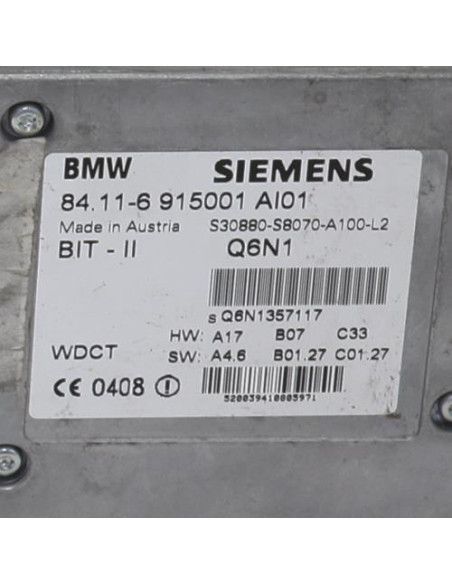 BMW SIEMENS
84.11-6 915001 AI01
Made in Austria S30880-S8070-A100-L2
BIT - II Q6N1
S Q6N1357117
HW: A17 B07 C33
WDCT SW: A4.6 B01.27 C01.27
CE 0408
520039410805971